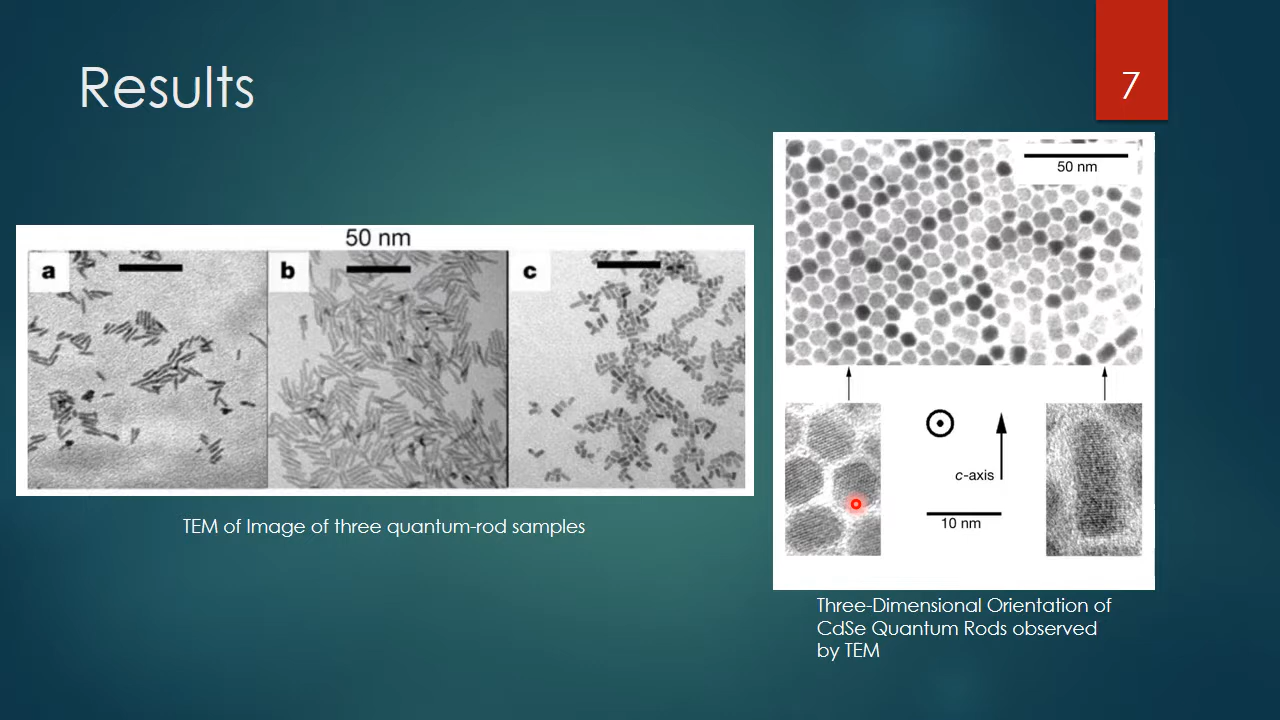 Results
7
50 nm
a
b
c
TEM of Image of three quantum-rod samples
50 nm
c-axis
10 nm
Three-Dimensional Orientation of
CdSe Quantum Rods observed
by TEM